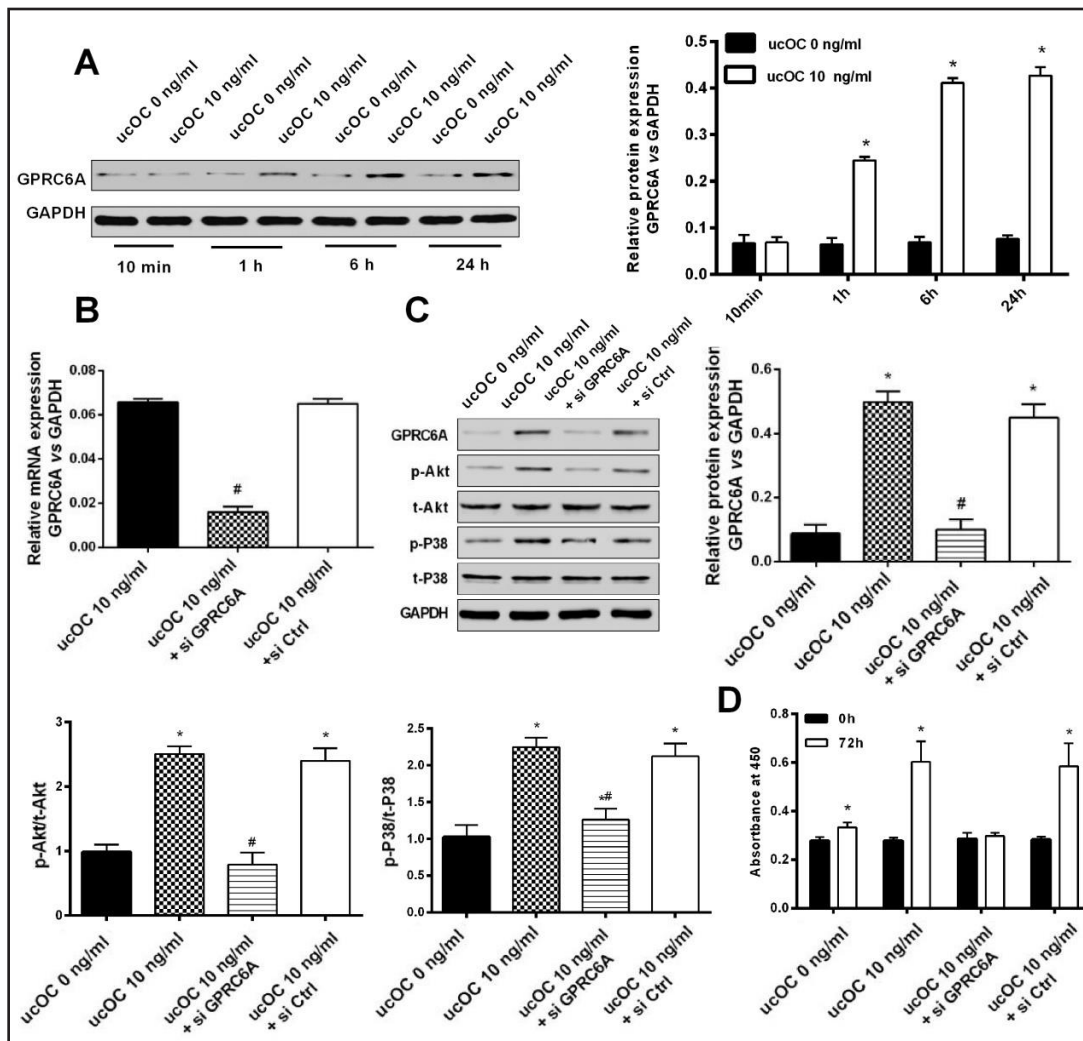 A
ucOC 0 ng/ml
ucOC 10 ng/ml
ucOC 0 ng/ml
ucOC 10 ng/ml
ucOC 0 ng/ml
ucOC 10 ng/ml
ucOC 0 ng/ml
ucOC 10 ng/ml
GPRC6A
GAPDH
10 min
1 h
6 h
24 h
Relative protein expression
GPRC6A vs GAPDH
ucOC 0 ng/ml
ucOC 10 ng/ml
0.5
0.4
0.3
0.2
0.1
0.0
*
*
*
10min
1h
6h
24h
B
Relative mRNA expression
GPRC6A vs GAPDH
0.08
0.06
0.04
0.02
0.00
#
ucOC 10 ng/ml
ucOC 10 ng/ml
+ si GPRC6A
ucOC 10 ng/ml
+si Ctrl
C
ucOC 0 ng/ml
ucOC 10 ng/ml
ucOC 10 ng/ml
+ si GPRC6A
ucOC 10 ng/ml
+ si Ctrl
GPRC6A
p-Akt
t-Akt
p-P38
t-P38
GAPDH
Relative protein expression
GPRC6A vs GAPDH
0.6
0.4
0.2
0.0
*
#
*
ucOC 0 ng/ml
ucOC 10 ng/ml
ucOC 10 ng/ml
+ si GPRC6A
ucOC 10 ng/ml
+ si Ctrl
p-Akt/t-Akt
3
2
1
0
*
#
*
ucOC 0 ng/ml
ucOC 10 ng/ml
ucOC 10 ng/ml
+ si GPRC6A
ucOC 10 ng/ml
+ si Ctrl
p-P38/t-P38
2.5
2.0
1.5
1.0
0.5
0.0
*
*#
*
ucOC 0 ng/ml
ucOC 10 ng/ml
ucOC 10 ng/ml
+ si GPRC6A
ucOC 10 ng/ml
+ si Ctrl
D
Absortbance at 450
0h
72h
0.8
0.6
0.4
0.2
0.0
*
*
*
ucOC 0 ng/ml
ucOC 10 ng/ml
ucOC 10 ng/ml
+ si GPRC6A
ucOC 10 ng/ml
+ si Ctrl